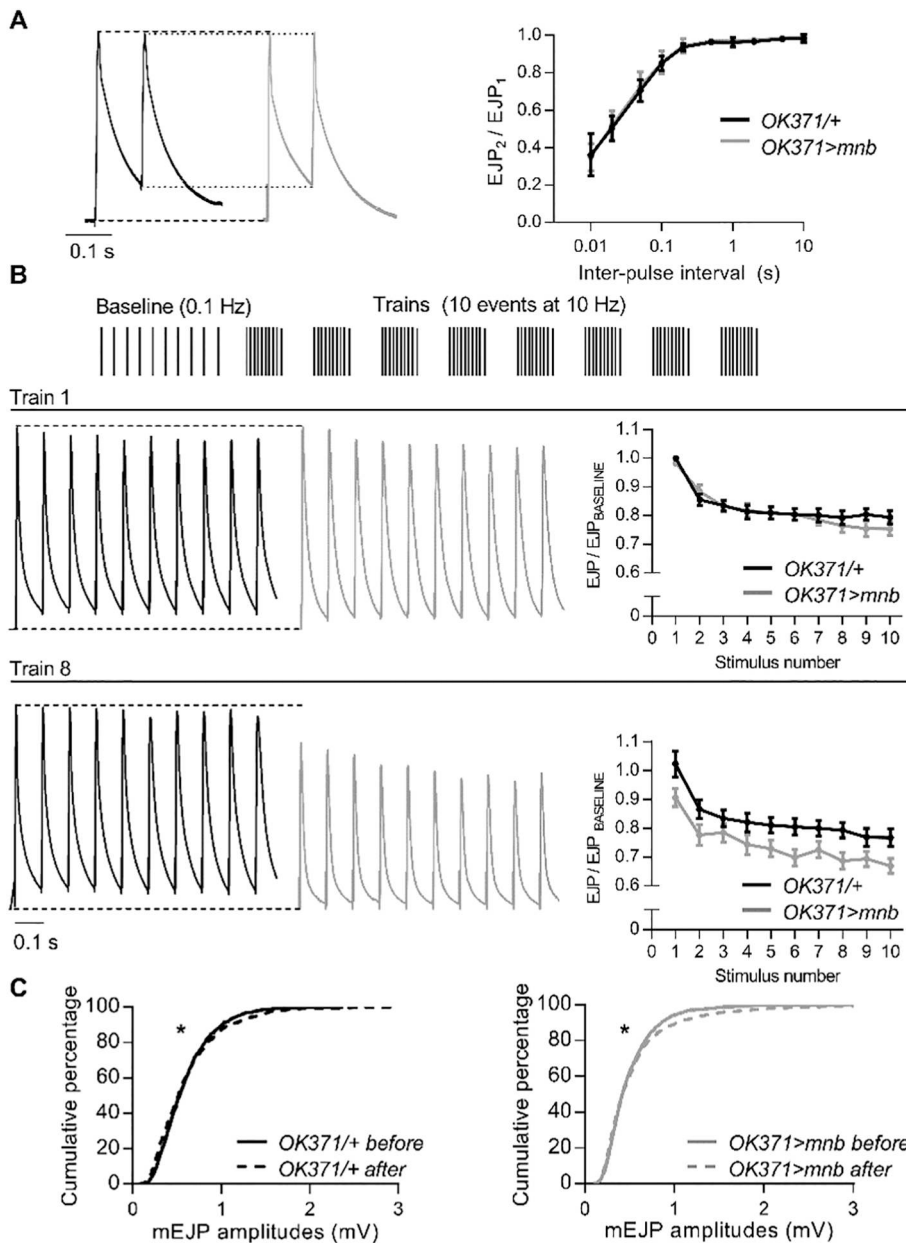 A
0.1 s
EJP2 / EJP1
1.0
0.8
0.6
0.4
0.2
0.0
OK371/+
OK371>mnb
0.01 0.1 1 10
Inter-pulse interval (s)
B
Baseline (0.1 Hz) Trains (10 events at 10 Hz)
Train 1
EJP / EJPBASELINE
1.1
1.0
0.9
0.8
0.7
0.6
0
OK371/+
OK371>mnb
0 1 2 3 4 5 6 7 8 9 10
Stimulus number
Train 8
0.1 s
EJP / EJP BASELINE
1.1
1.0
0.9
0.8
0.7
0.6
0
OK371/+
OK371>mnb
0 1 2 3 4 5 6 7 8 9 10
Stimulus number
C
Cumulative percentage
100
80
60
40
20
0
*
OK371/+ before
OK371/+ after
0 1 2 3
mEJP amplitudes (mV)
Cumulative percentage
100
80
60
40
20
0
*
OK371>mnb before
OK371>mnb after
0 1 2 3
mEJP amplitudes (mV)